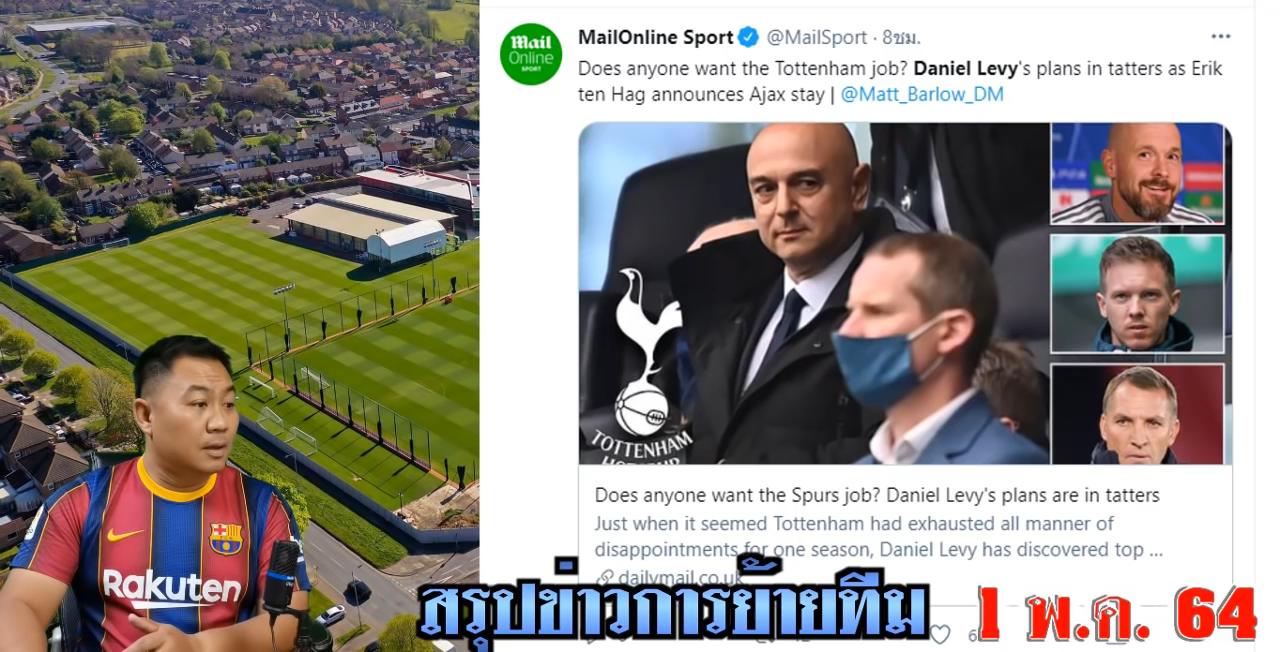 Mail
Online
SPORT
MailOnline Sport @MailSport · 8ชม.
Does anyone want the Tottenham job? Daniel Levy's plans in tatters as Erik
ten Hag announces Ajax stay | @Matt_Barlow_DM
TOTTENHAM
Rakuten
Does anyone want the Spurs job? Daniel Levy's plans are in tatters
Just when it seemed Tottenham had exhausted all manner of
disappointments for one season, Daniel Levy has discovered top ...
dailymail.co.uk
สรุปข่าวการย้ายทีม 1 พ.ค. 64